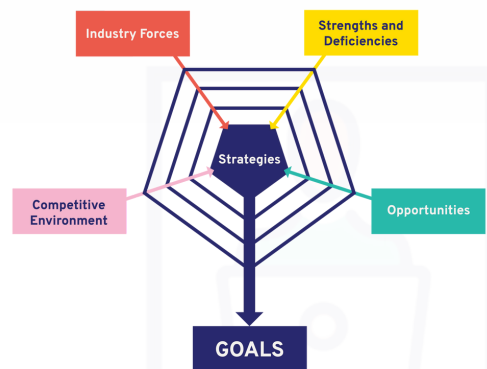 Industry Forces
Strengths and
Deficiencies
Strategies
Competitive
Environment
Opportunities
GOALS